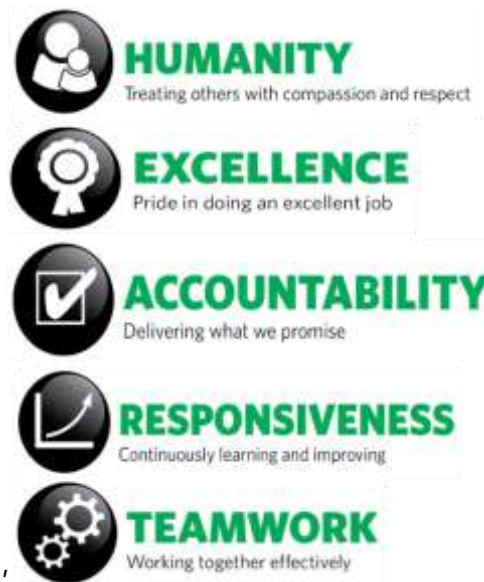 HUMANITY
Treating others with compassion and respect
EXCELLENCE
Pride in doing an excellent job
ACCOUNTABILITY
Delivering what we promise
RESPONSIVENESS
Continuously learning and improving
TEAMWORK
Working together effectively
,